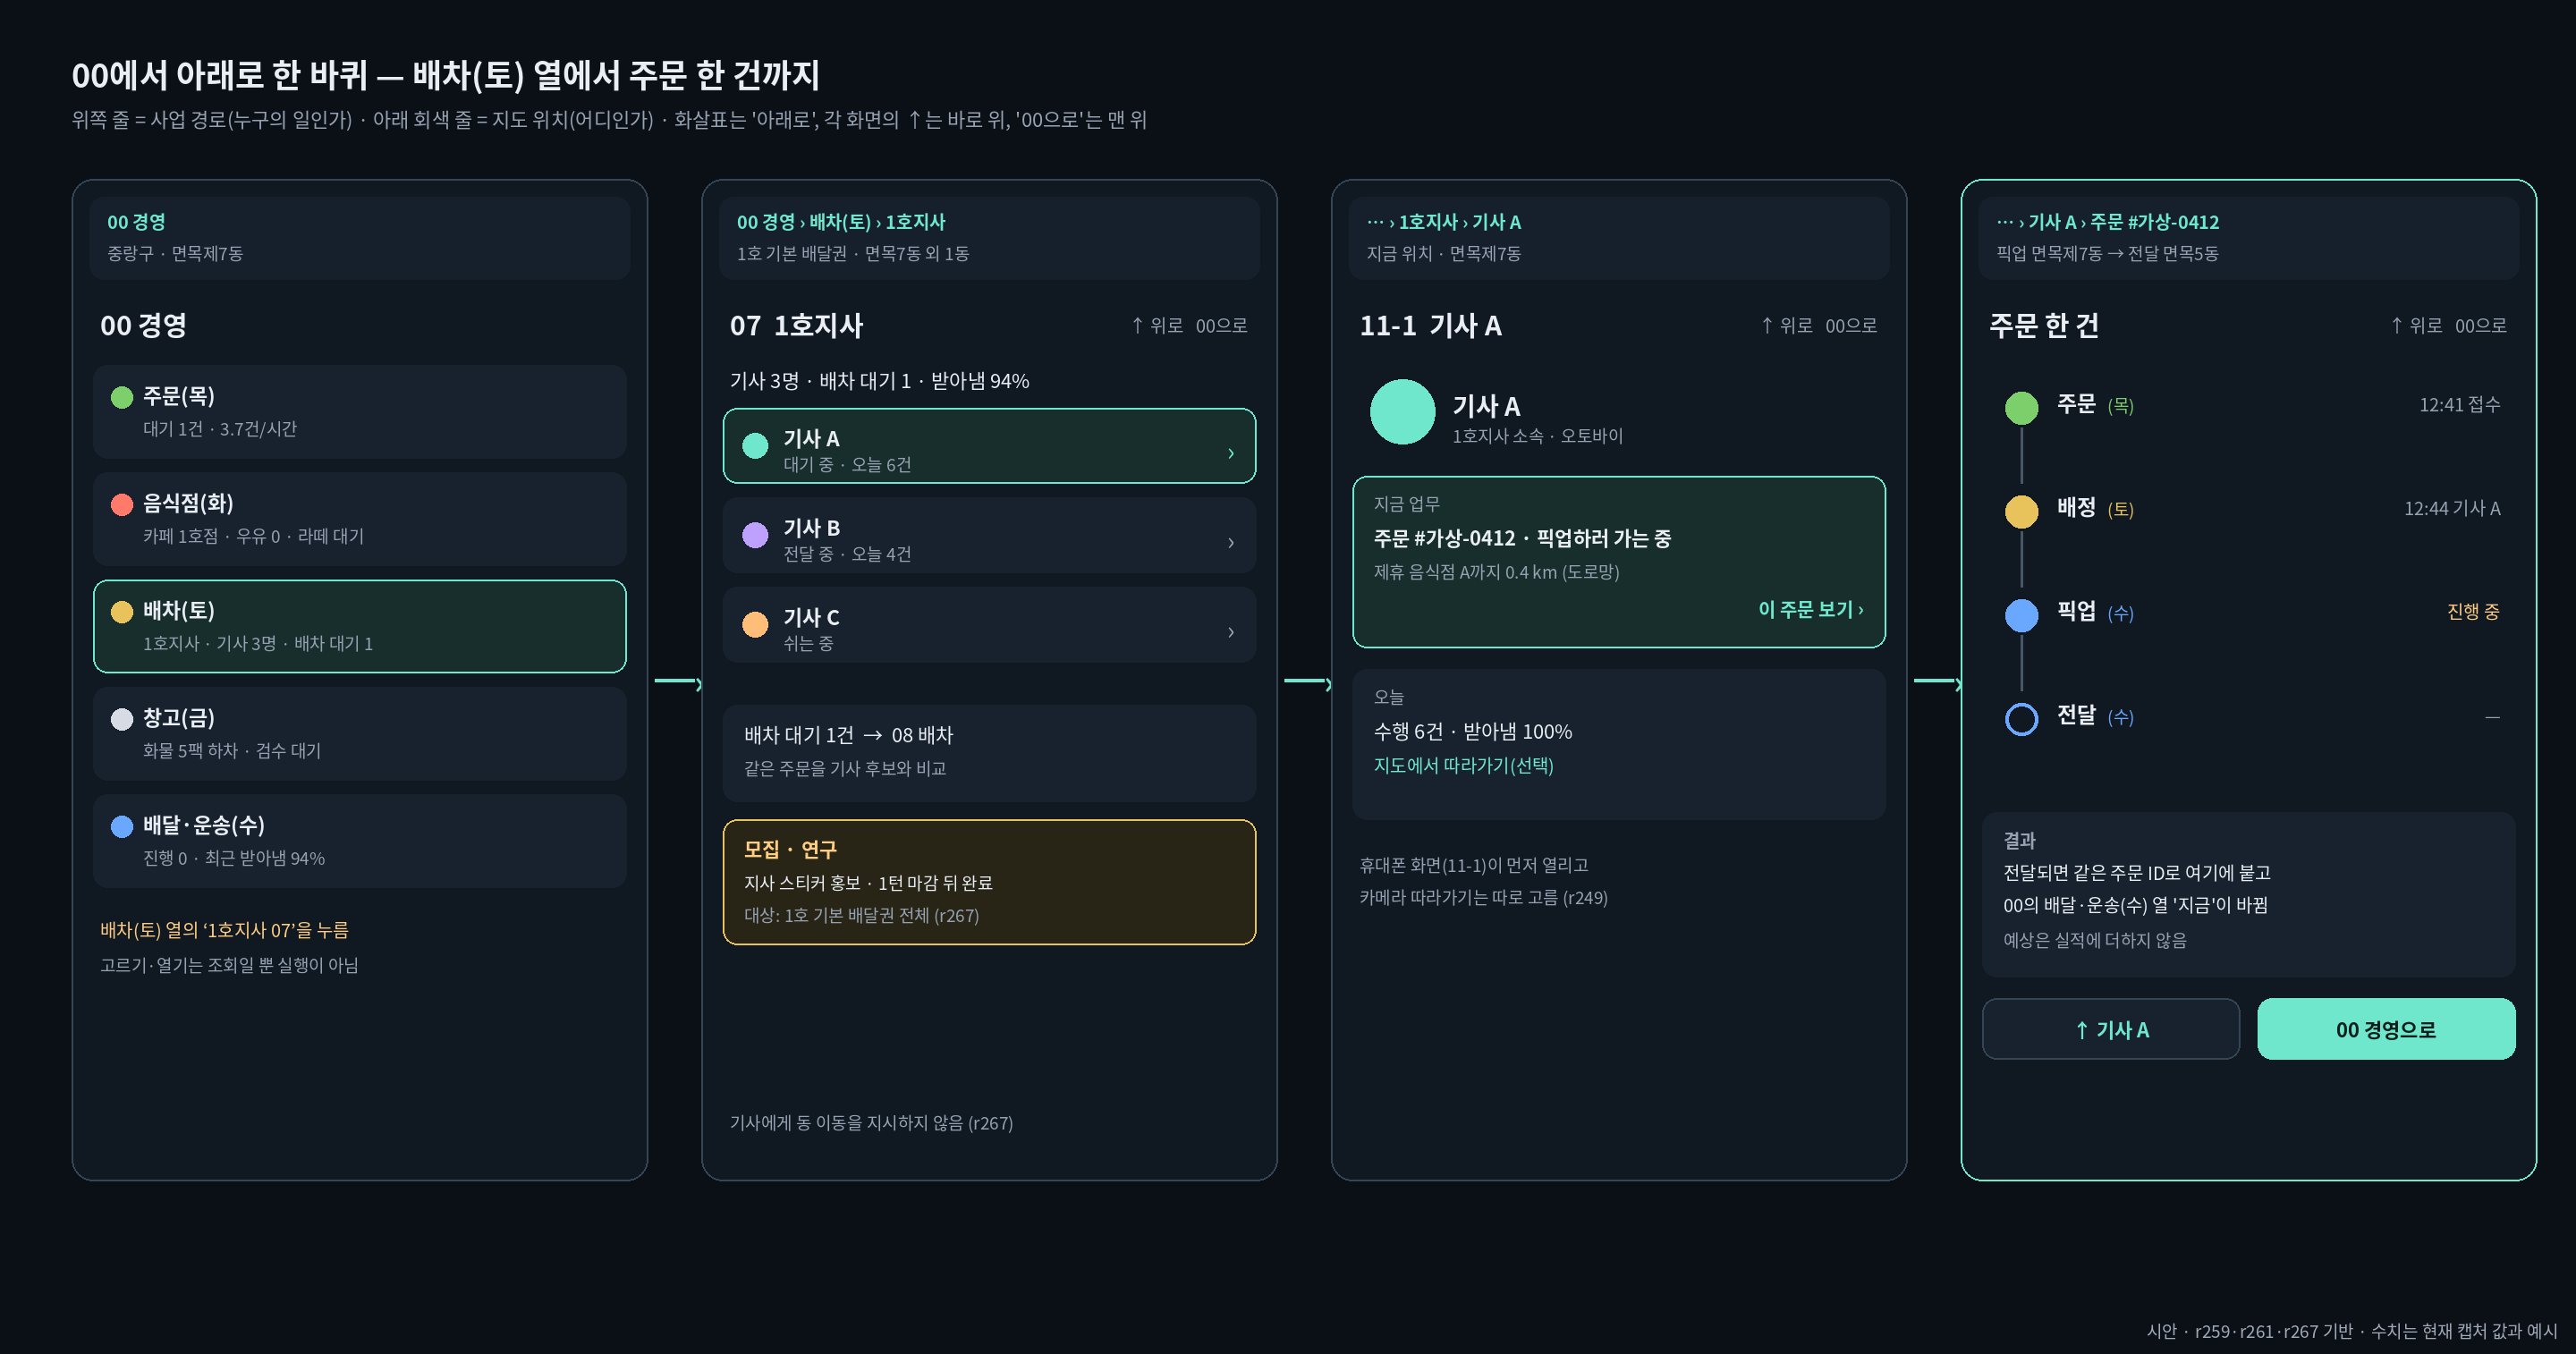 00에서 아래로 한 바퀴 — 배차(토) 열에서 주문 한 건까지
위쪽 줄 = 사업 경로(누구의 일인가) · 아래 회색 줄 = 지도 위치(어디인가) · 화살표는 '아래로', 각 화면의 ↑는 바로 위, '00으로'는 맨 위
00 경영
중랑구 · 면목제7동
00 경영
주문(목)
대기 1건 · 3.7건/시간
음식점(화)
카페 1호점 · 우유 0 · 라떼 대기
배차(토)
1호지사 · 기사 3명 · 배차 대기 1
창고(금)
화물 5팩 하차 · 검수 대기
배달·운송(수)
진행 0 · 최근 받아냄 94%
배차(토) 열의 ‘1호지사 07’을 누름
고르기·열기는 조회일 뿐 실행이 아님
00 경영 › 배차(토) › 1호지사
1호 기본 배달권 · 면목7동 외 1동
07 1호지사
↑ 위로 00으로
기사 3명 · 배차 대기 1 · 받아냄 94%
기사 A
대기 중 · 오늘 6건
›
기사 B
전달 중 · 오늘 4건
›
기사 C
쉬는 중
›
배차 대기 1건 → 08 배차
같은 주문을 기사 후보와 비교
모집 · 연구
지사 스티커 홍보 · 1턴 마감 뒤 완료
대상: 1호 기본 배달권 전체 (r267)
기사에게 동 이동을 지시하지 않음 (r267)
⋯ › 1호지사 › 기사 A
지금 위치 · 면목제7동
11-1 기사 A
↑ 위로 00으로
기사 A
1호지사 소속 · 오토바이
지금 업무
주문 #가상-0412 · 픽업하러 가는 중
제휴 음식점 A까지 0.4 km (도로망)
이 주문 보기 ›
오늘
수행 6건 · 받아냄 100%
지도에서 따라가기(선택)
휴대폰 화면(11-1)이 먼저 열리고
카메라 따라가기는 따로 고름 (r249)
⋯ › 기사 A › 주문 #가상-0412
픽업 면목제7동 → 전달 면목5동
주문 한 건
↑ 위로 00으로
주문 (목) 12:41 접수
배정 (토) 12:44 기사 A
픽업 (수) 진행 중
전달 (수) —
결과
전달되면 같은 주문 ID로 여기에 붙고
00의 배달·운송(수) 열 '지금'이 바뀜
예상은 실적에 더하지 않음
↑ 기사 A
00 경영으로
시안 · r259·r261·r267 기반 · 수치는 현재 캡처 값과 예시